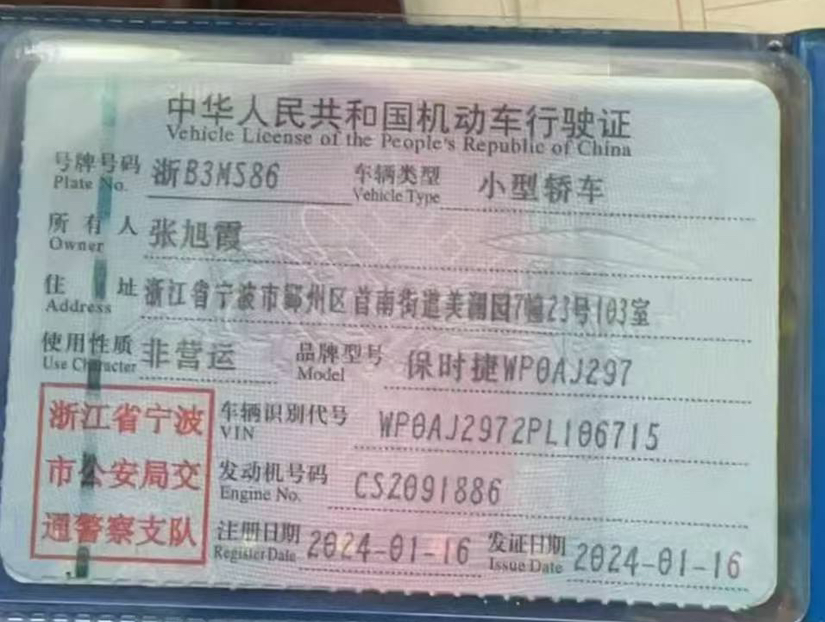 中华人民共和国机动车行驶证
Vehicle License of the People's Republic of China
号牌号码 浙B3M586 车辆类型 小型轿车
Plate No. Vehicle Type
所有人 张旭霞
Owner
住址 浙江省宁波市鄞州区首南街道美湖园7幢23号103室
Address
使用性质 非营运 品牌型号 保时捷WP0AJ297
Use Character Model
浙江省宁波
市公安局交
通警察支队
车辆识别代号 WP0AJ2972PL106715
VIN
发动机号码 CS2091886
Engine No.
注册日期 2024-01-16 发证日期 2024-01-16
Register Date Issue Date